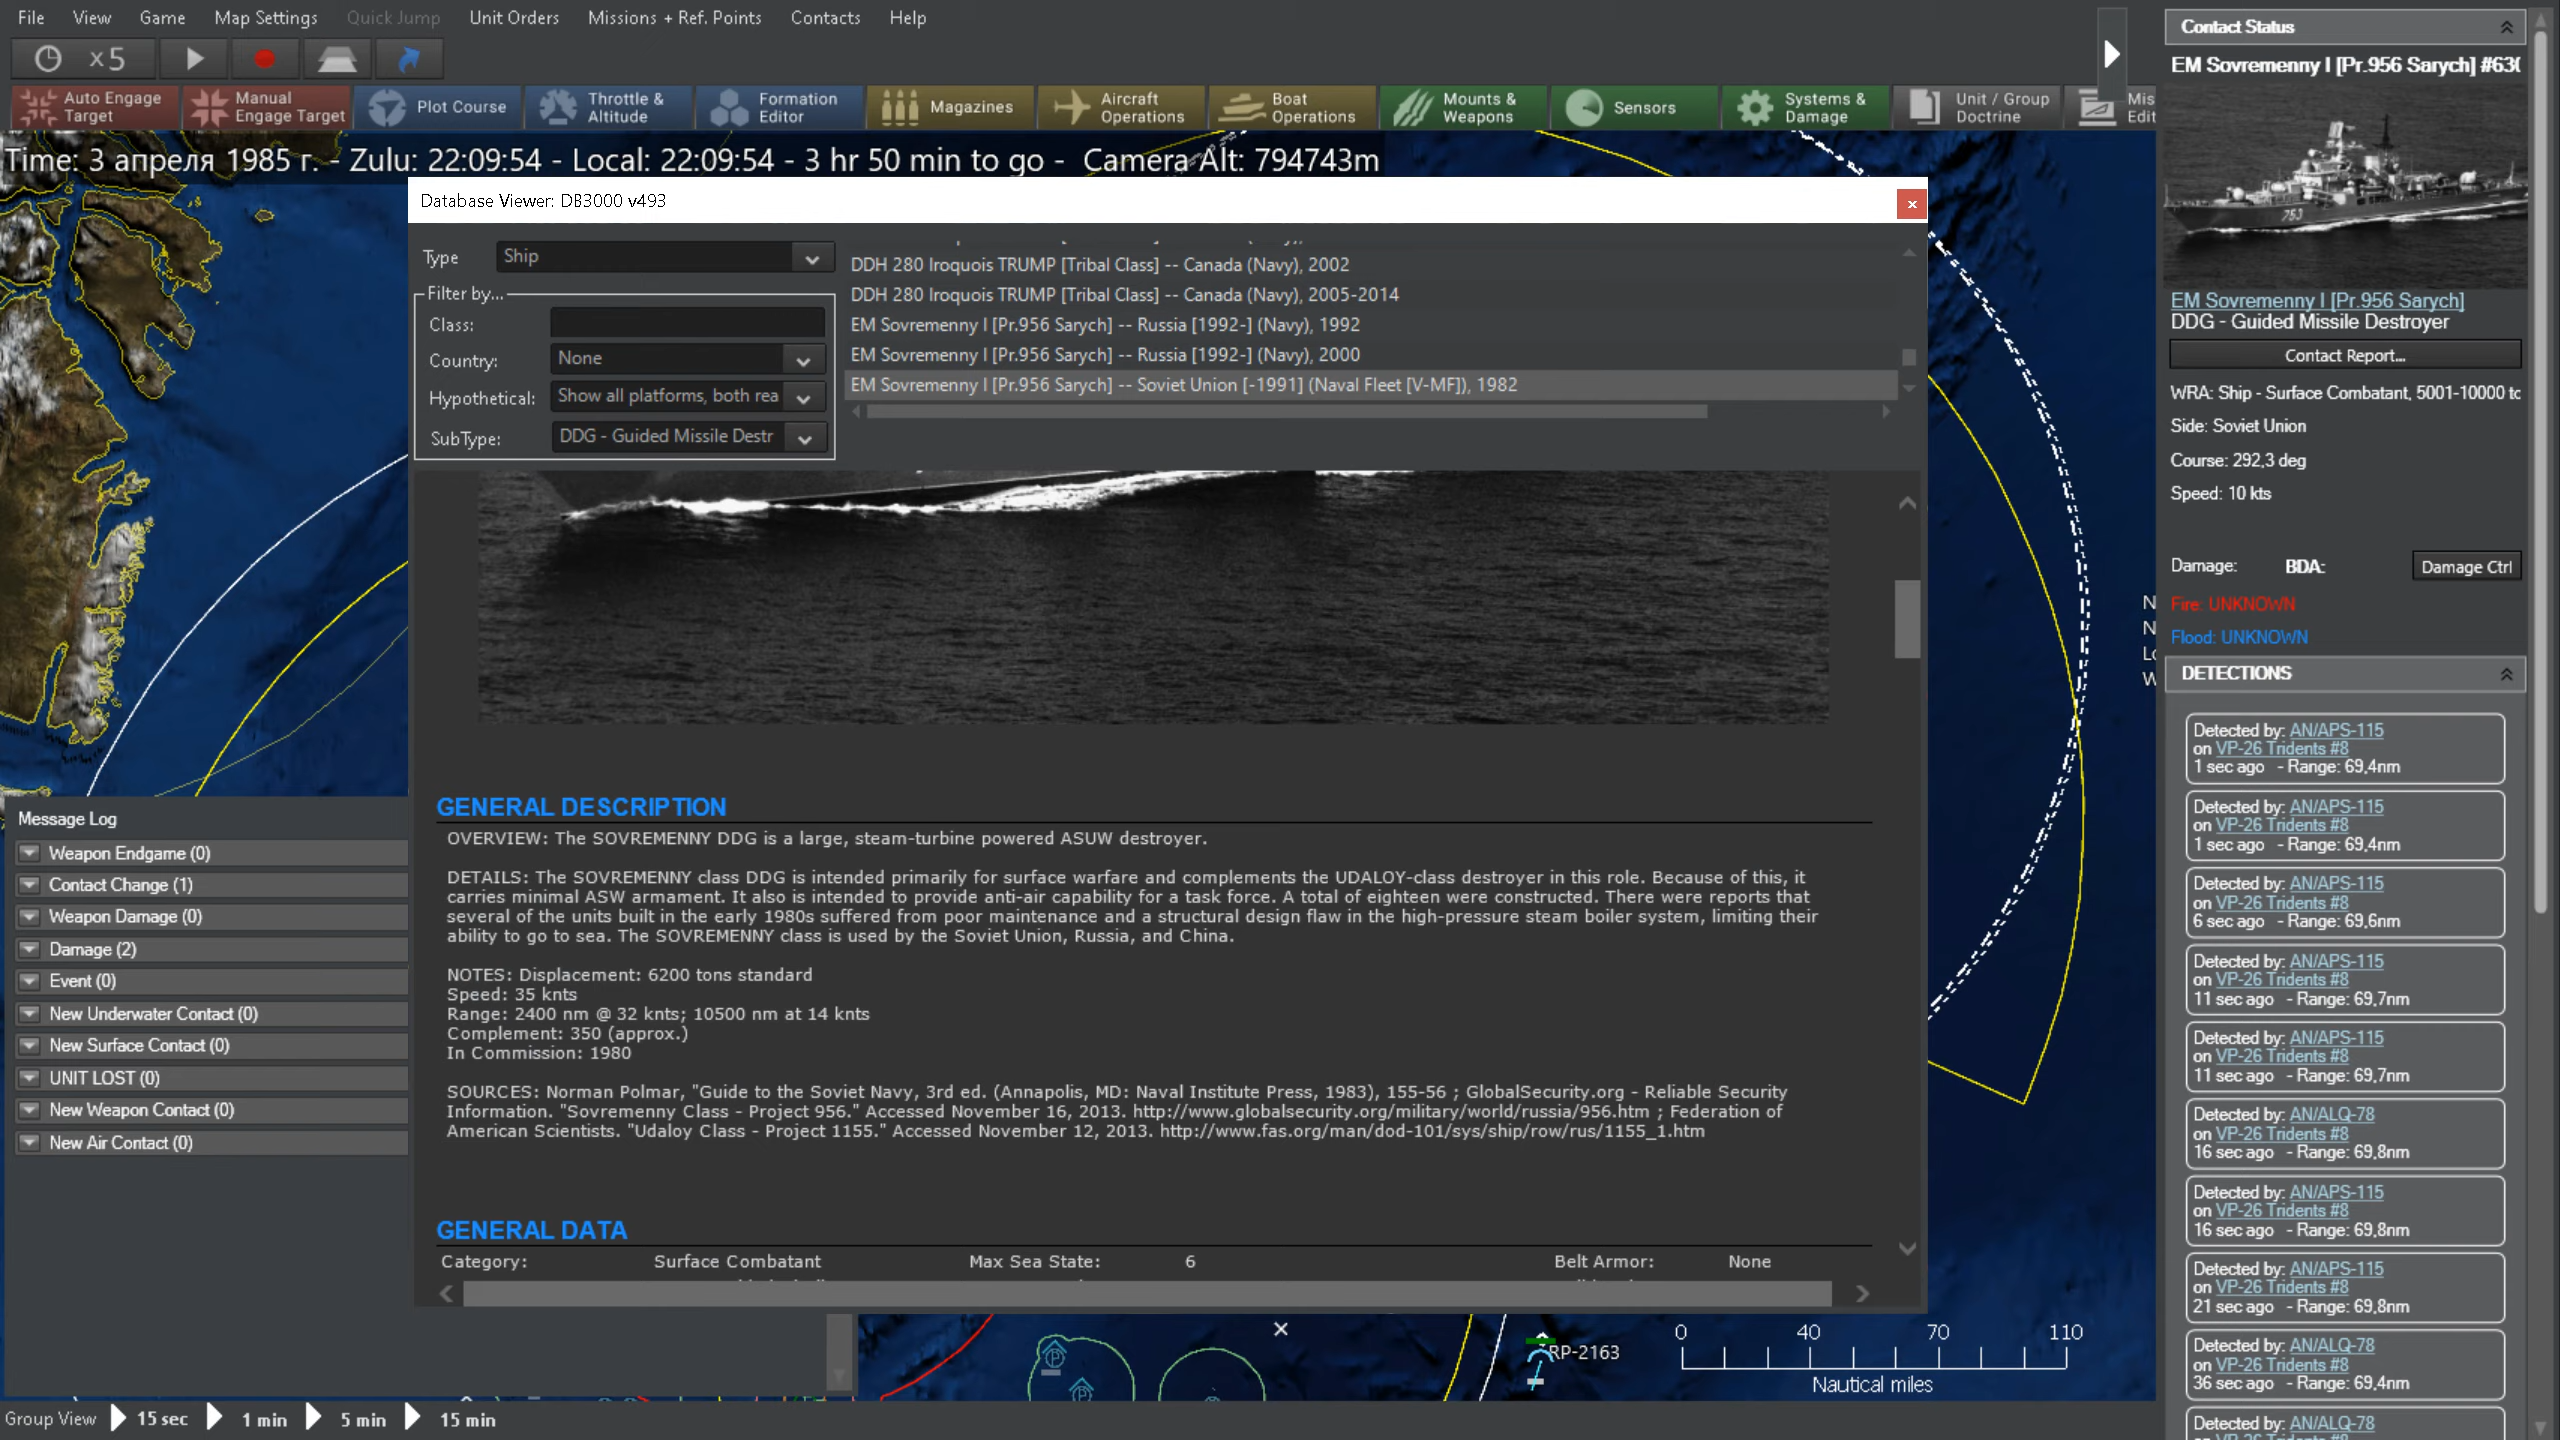 File View Game Map Settings Quick Jump Unit Orders Missions + Ref. Points Contacts Help
x5
Auto Engage Target
Manual Engage Target
Plot Course
Throttle & Altitude
Formation Editor
Magazines
Aircraft Operations
Boat Operations
Mounts & Weapons
Sensors
Systems & Damage
Unit / Group Doctrine
Mis
Edit
Time: 3 апреля 1985 г. - Zulu: 22:09:54 - Local: 22:09:54 - 3 hr 50 min to go - Camera Alt: 794743m
Database Viewer: DB3000 v493
Type Ship
Filter by...
Class:
Country: None
Hypothetical: Show all platforms, both rea
SubType: DDG - Guided Missile Destr
DDH 280 Iroquois TRUMP [Tribal Class] -- Canada (Navy), 2002
DDH 280 Iroquois TRUMP [Tribal Class] -- Canada (Navy), 2005-2014
EM Sovremenny I [Pr.956 Sarych] -- Russia [1992-] (Navy), 1992
EM Sovremenny I [Pr.956 Sarych] -- Russia [1992-] (Navy), 2000
EM Sovremenny I [Pr.956 Sarych] -- Soviet Union [-1991] (Naval Fleet [V-MF]), 1982
GENERAL DESCRIPTION
OVERVIEW: The SOVREMENNY DDG is a large, steam-turbine powered ASUW destroyer.
DETAILS: The SOVREMENNY class DDG is intended primarily for surface warfare and complements the UDALOY-class destroyer in this role. Because of this, it
carries minimal ASW armament. It also is intended to provide anti-air capability for a task force. A total of eighteen were constructed. There were reports that
several of the units built in the early 1980s suffered from poor maintenance and a structural design flaw in the high-pressure steam boiler system, limiting their
ability to go to sea. The SOVREMENNY class is used by the Soviet Union, Russia, and China.
NOTES: Displacement: 6200 tons standard
Speed: 35 knts
Range: 2400 nm @ 32 knts; 10500 nm at 14 knts
Complement: 350 (approx.)
In Commission: 1980
SOURCES: Norman Polmar, "Guide to the Soviet Navy, 3rd ed. (Annapolis, MD: Naval Institute Press, 1983), 155-56 ; GlobalSecurity.org - Reliable Security
Information. "Sovremenny Class - Project 956." Accessed November 16, 2013. http://www.globalsecurity.org/military/world/russia/956.htm ; Federation of
American Scientists. "Udaloy Class - Project 1155." Accessed November 12, 2013. http://www.fas.org/man/dod-101/sys/ship/row/rus/1155_1.htm
GENERAL DATA
Category: Surface Combatant Max Sea State: 6 Belt Armor: None
Message Log
Weapon Endgame (0)
Contact Change (1)
Weapon Damage (0)
Damage (2)
Event (0)
New Underwater Contact (0)
New Surface Contact (0)
UNIT LOST (0)
New Weapon Contact (0)
New Air Contact (0)
RP-2163
0 40 70 110
Nautical miles
Group View 15 sec 1 min 5 min 15 min
Contact Status
EM Sovremenny I [Pr.956 Sarych] #63(
753
EM Sovremenny I [Pr.956 Sarych]
DDG - Guided Missile Destroyer
Contact Report...
WRA: Ship - Surface Combatant, 5001-10000 tc
Side: Soviet Union
Course: 292,3 deg
Speed: 10 kts
Damage: BDA: Damage Ctrl
Fire: UNKNOWN
Flood: UNKNOWN
DETECTIONS
Detected by: AN/APS-115
on VP-26 Tridents #8
1 sec ago - Range: 69,4nm
Detected by: AN/APS-115
on VP-26 Tridents #8
1 sec ago - Range: 69,4nm
Detected by: AN/APS-115
on VP-26 Tridents #8
6 sec ago - Range: 69,6nm
Detected by: AN/APS-115
on VP-26 Tridents #8
11 sec ago - Range: 69,7nm
Detected by: AN/APS-115
on VP-26 Tridents #8
11 sec ago - Range: 69,7nm
Detected by: AN/ALQ-78
on VP-26 Tridents #8
16 sec ago - Range: 69,8nm
Detected by: AN/APS-115
on VP-26 Tridents #8
16 sec ago - Range: 69,8nm
Detected by: AN/APS-115
on VP-26 Tridents #8
21 sec ago - Range: 69,8nm
Detected by: AN/ALQ-78
on VP-26 Tridents #8
36 sec ago - Range: 69,4nm
Detected by: AN/ALQ-78